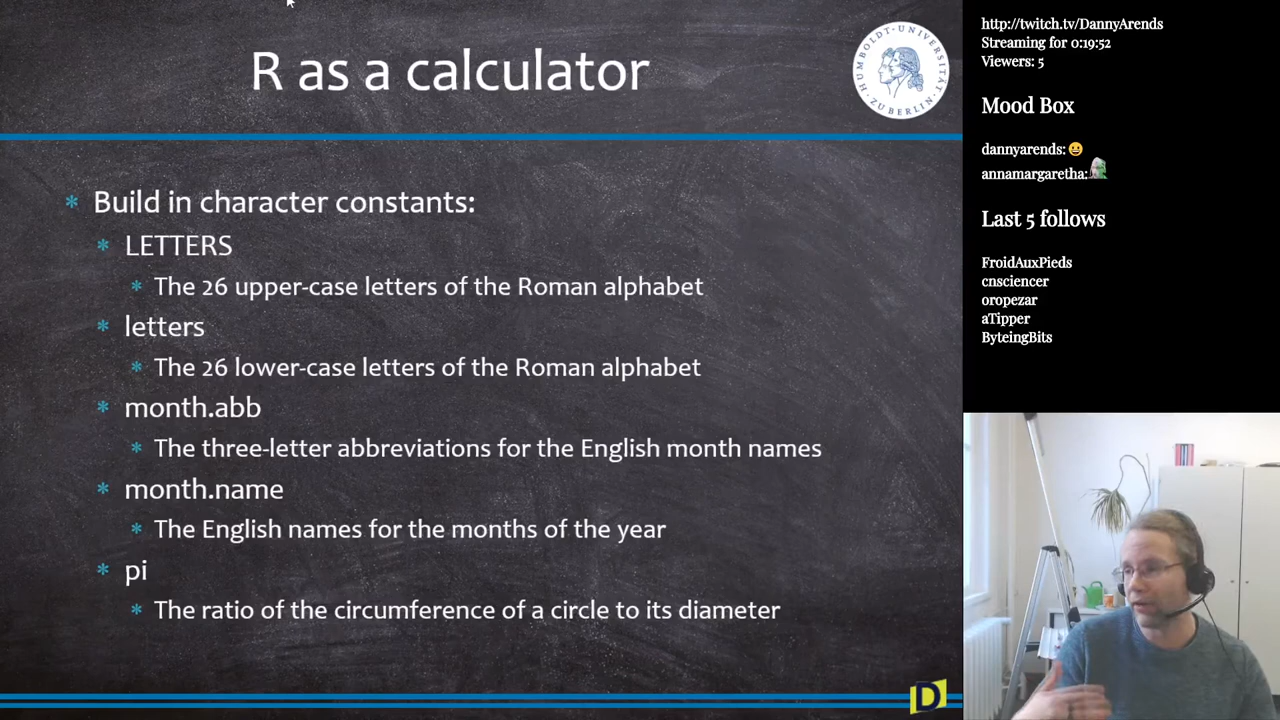 R as a calculator
HUMBOLDT-UNIVERSITÄT
ZU BERLIN
Build in character constants:
LETTERS
The 26 upper-case letters of the Roman alphabet
letters
The 26 lower-case letters of the Roman alphabet
month.abb
The three-letter abbreviations for the English month names
month.name
The English names for the months of the year
pi
The ratio of the circumference of a circle to its diameter
D
http://twitch.tv/DannyArends
Streaming for 0:19:52
Viewers: 5
Mood Box
dannyarends: 😀
annamargaretha:
Last 5 follows
FroidAuxPieds
cnsciencer
oropezar
aTipper
ByteingBits